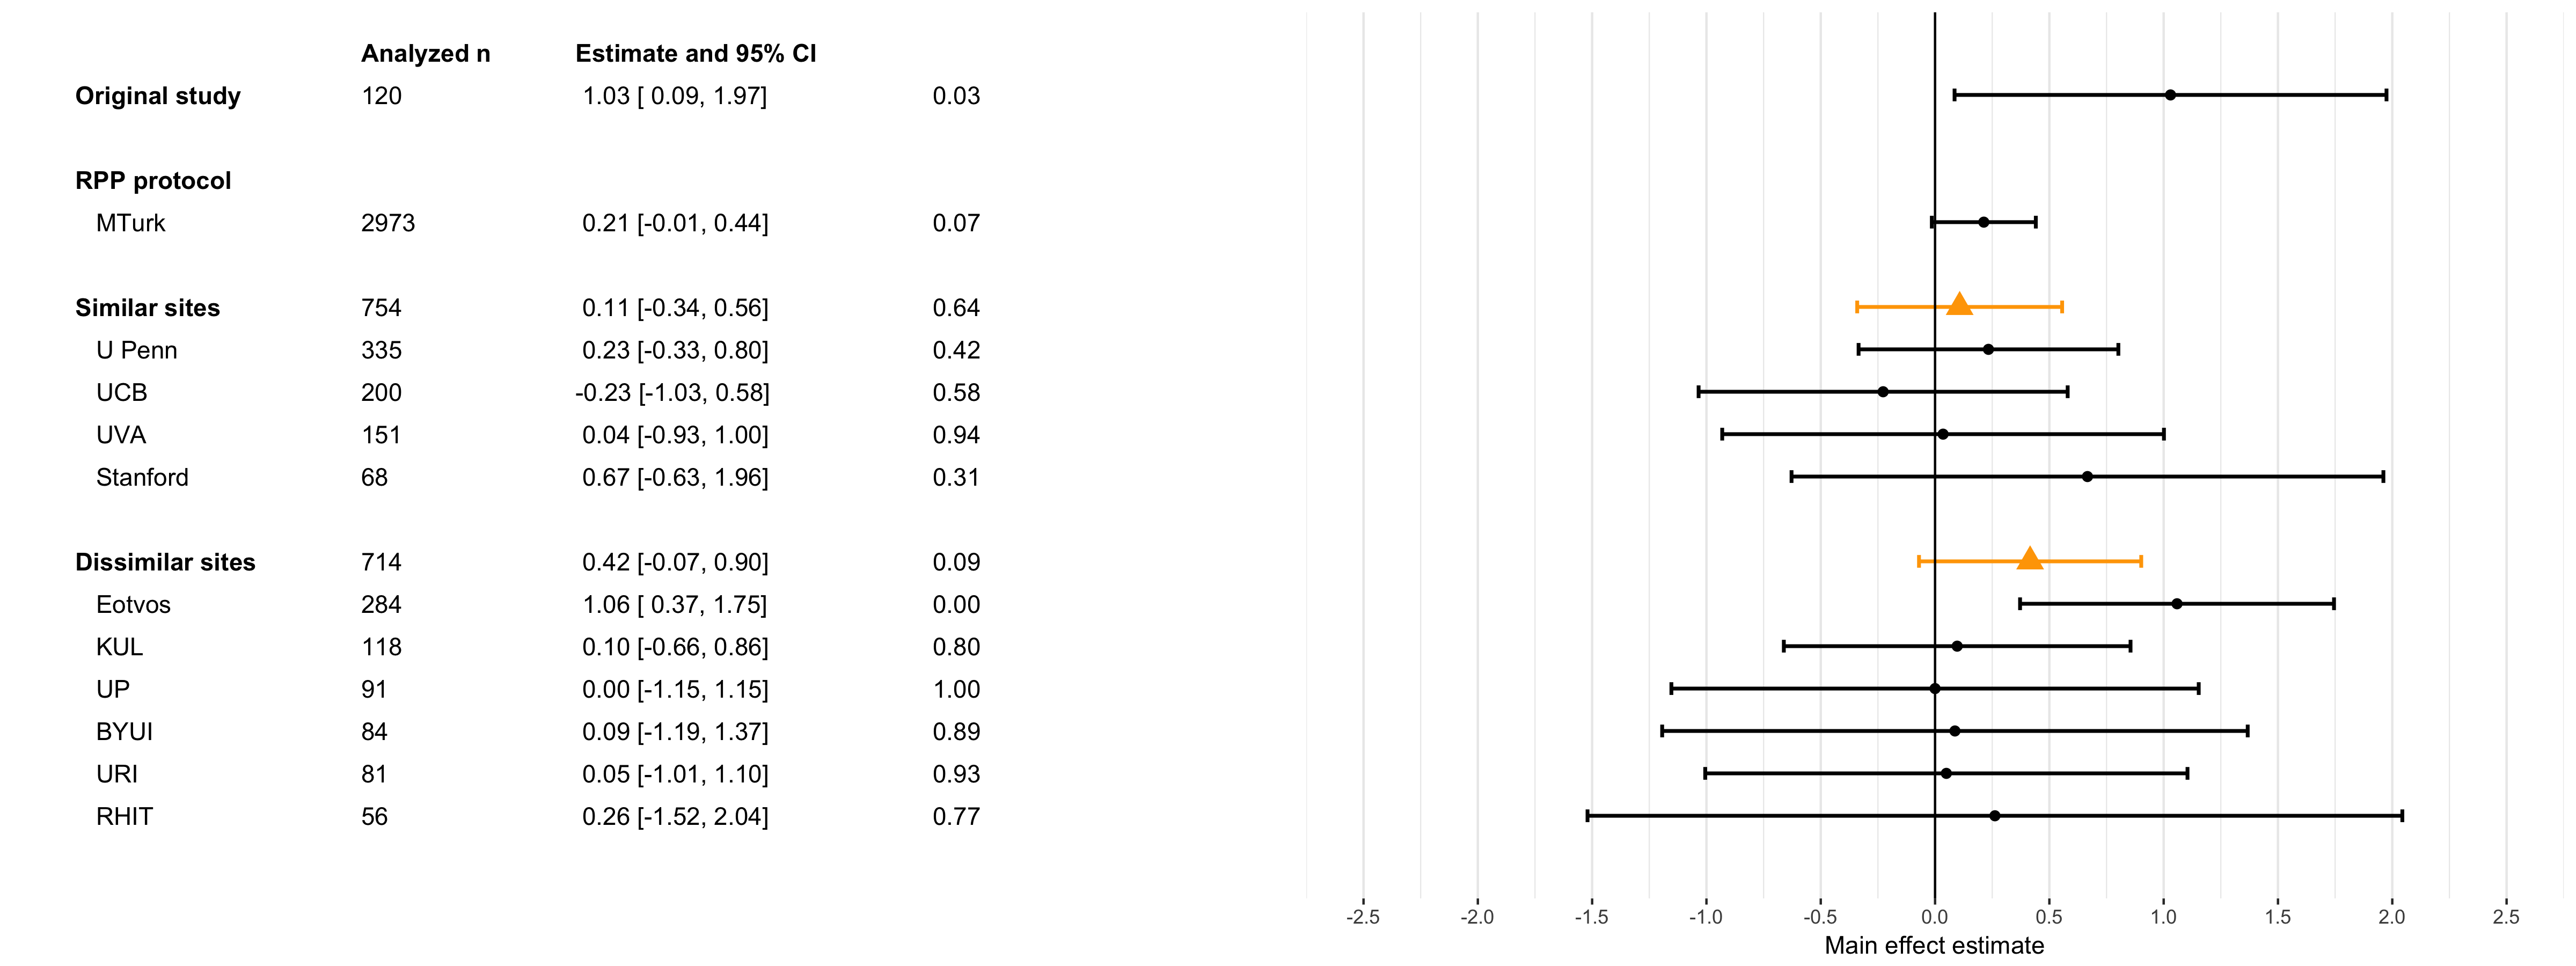 Analyzed n Estimate and 95% CI
Original study 120 1.03 [ 0.09, 1.97] 0.03
RPP protocol
MTurk 2973 0.21 [-0.01, 0.44] 0.07
Similar sites 754 0.11 [-0.34, 0.56] 0.64
U Penn 335 0.23 [-0.33, 0.80] 0.42
UCB 200 -0.23 [-1.03, 0.58] 0.58
UVA 151 0.04 [-0.93, 1.00] 0.94
Stanford 68 0.67 [-0.63, 1.96] 0.31
Dissimilar sites 714 0.42 [-0.07, 0.90] 0.09
Eotvos 284 1.06 [ 0.37, 1.75] 0.00
KUL 118 0.10 [-0.66, 0.86] 0.80
UP 91 0.00 [-1.15, 1.15] 1.00
BYUI 84 0.09 [-1.19, 1.37] 0.89
URI 81 0.05 [-1.01, 1.10] 0.93
RHIT 56 0.26 [-1.52, 2.04] 0.77
-2.5 -2.0 -1.5 -1.0 -0.5 0.0 0.5 1.0 1.5 2.0 2.5
Main effect estimate